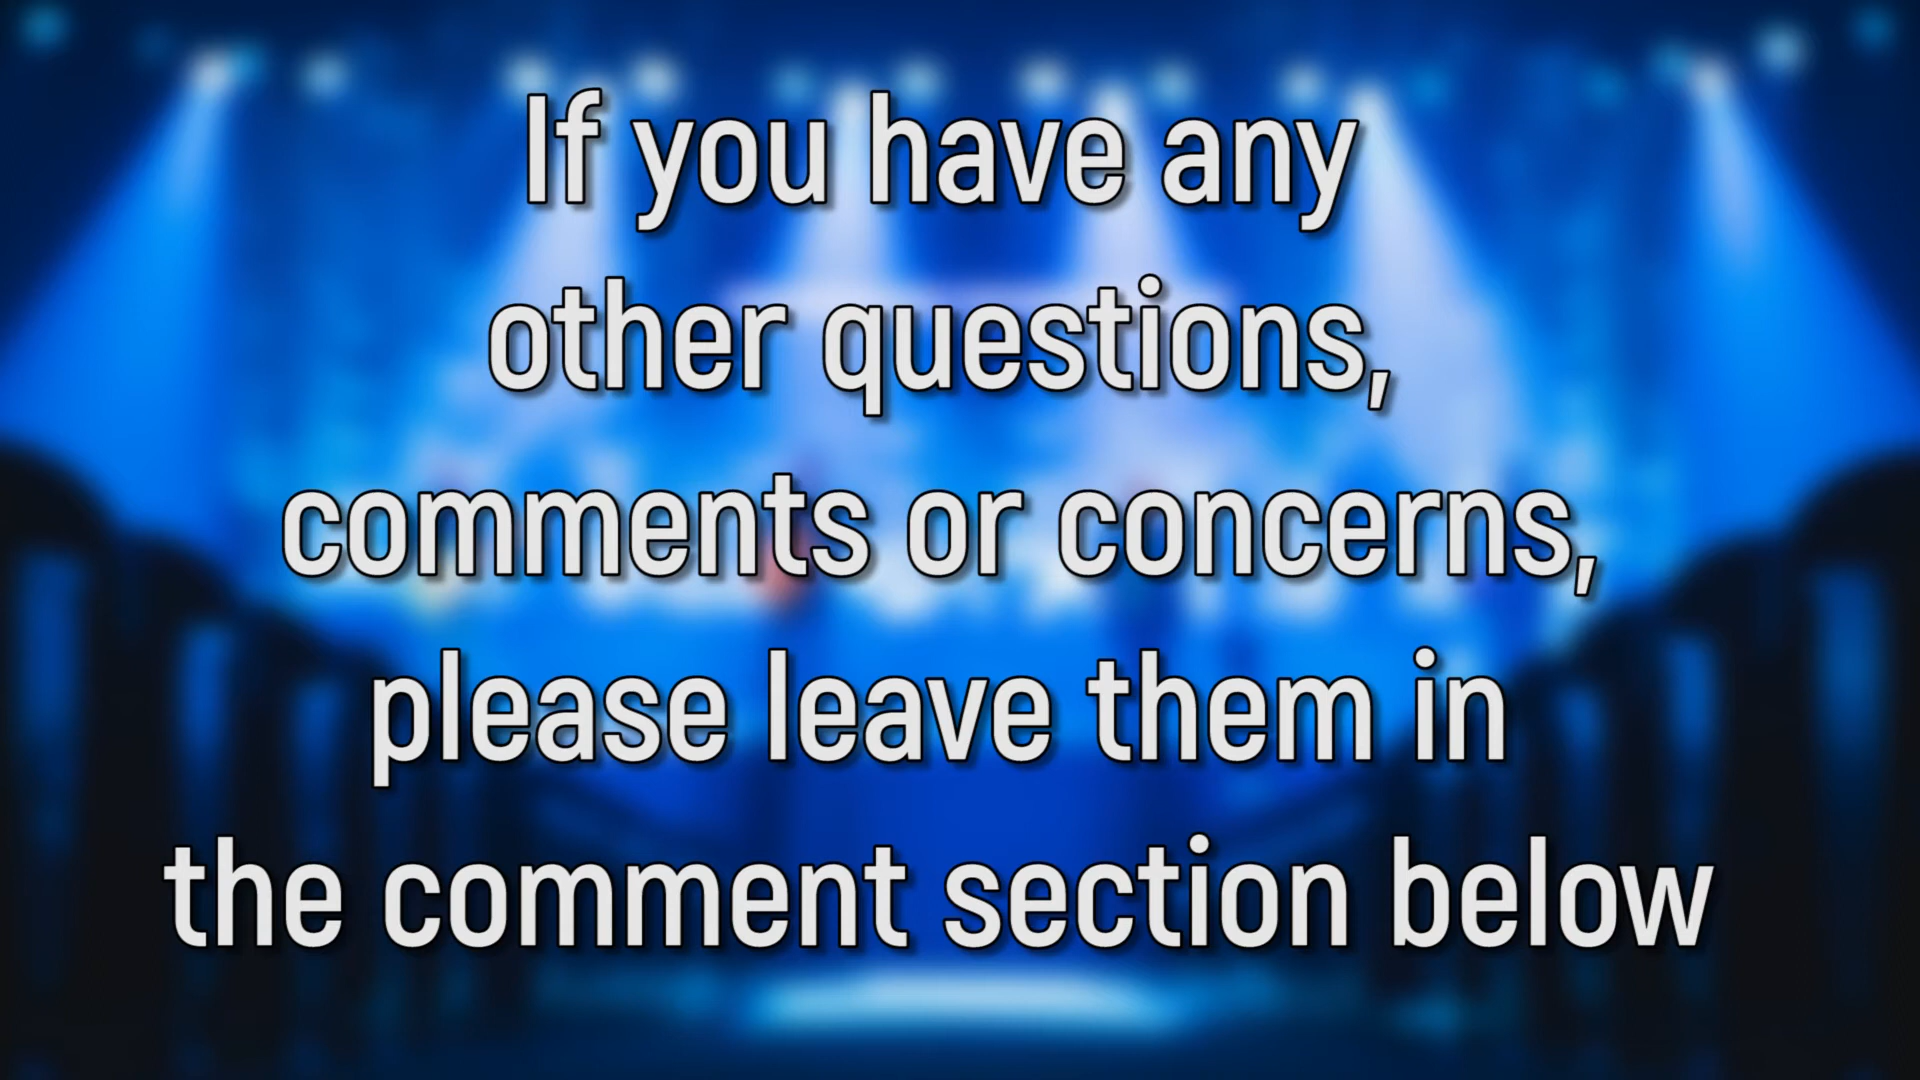 If you have any
other questions,
comments or concerns,
please leave them in
the comment section below